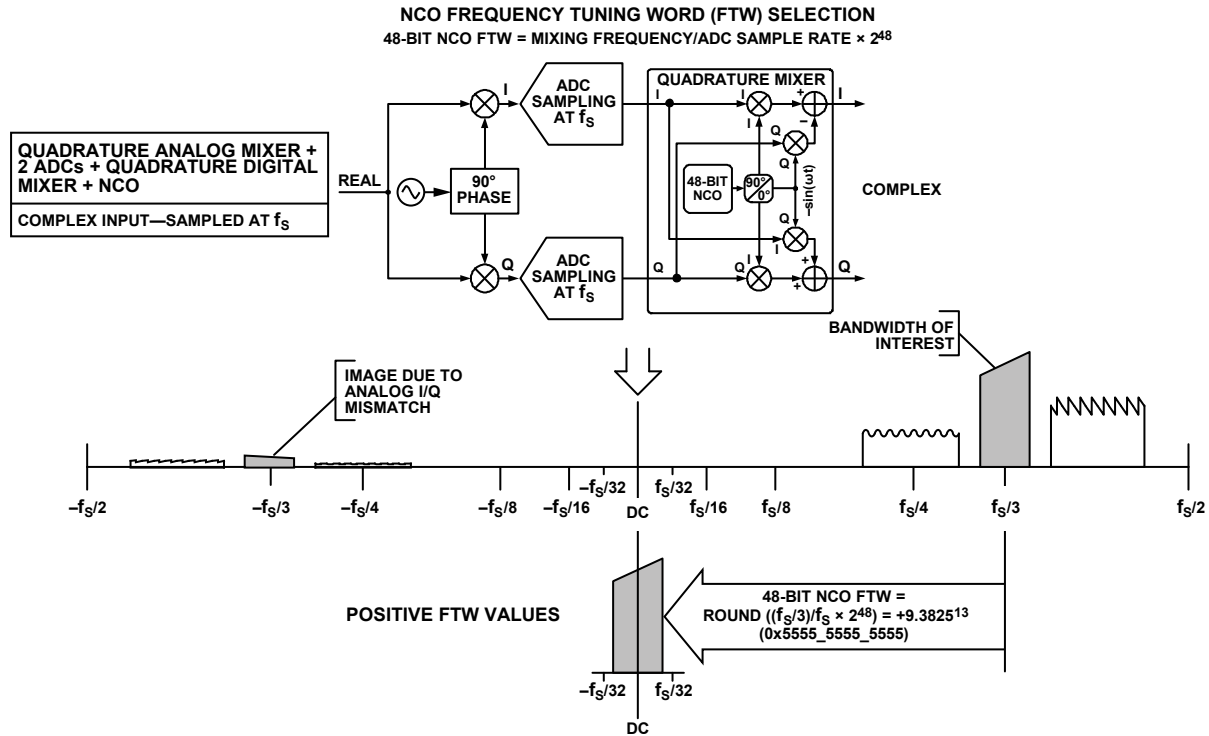 NCO FREQUENCY TUNING WORD (FTW) SELECTION
48-BIT NCO FTW = MIXING FREQUENCY/ADC SAMPLE RATE × 2⁴⁸
QUADRATURE ANALOG MIXER +
2 ADCs + QUADRATURE DIGITAL
MIXER + NCO
COMPLEX INPUT—SAMPLED AT fS
REAL
90°
PHASE
I
ADC
SAMPLING
AT fS
Q
ADC
SAMPLING
AT fS
QUADRATURE MIXER
I
I
+
I
I
–
Q
Q
48-BIT
NCO
90°
0°
–sin(ωt)
Q
I
I
+
Q
Q
+
Q
COMPLEX
BANDWIDTH OF
INTEREST
IMAGE DUE TO
ANALOG I/Q
MISMATCH
–fS/2
–fS/3
–fS/4
–fS/8
–fS/16
–fS/32
DC
fS/32
fS/16
fS/8
fS/4
fS/3
fS/2
POSITIVE FTW VALUES
48-BIT NCO FTW =
ROUND ((fS/3)/fS × 2⁴⁸) = +9.3825¹³
(0x5555_5555_5555)
–fS/32
fS/32
DC